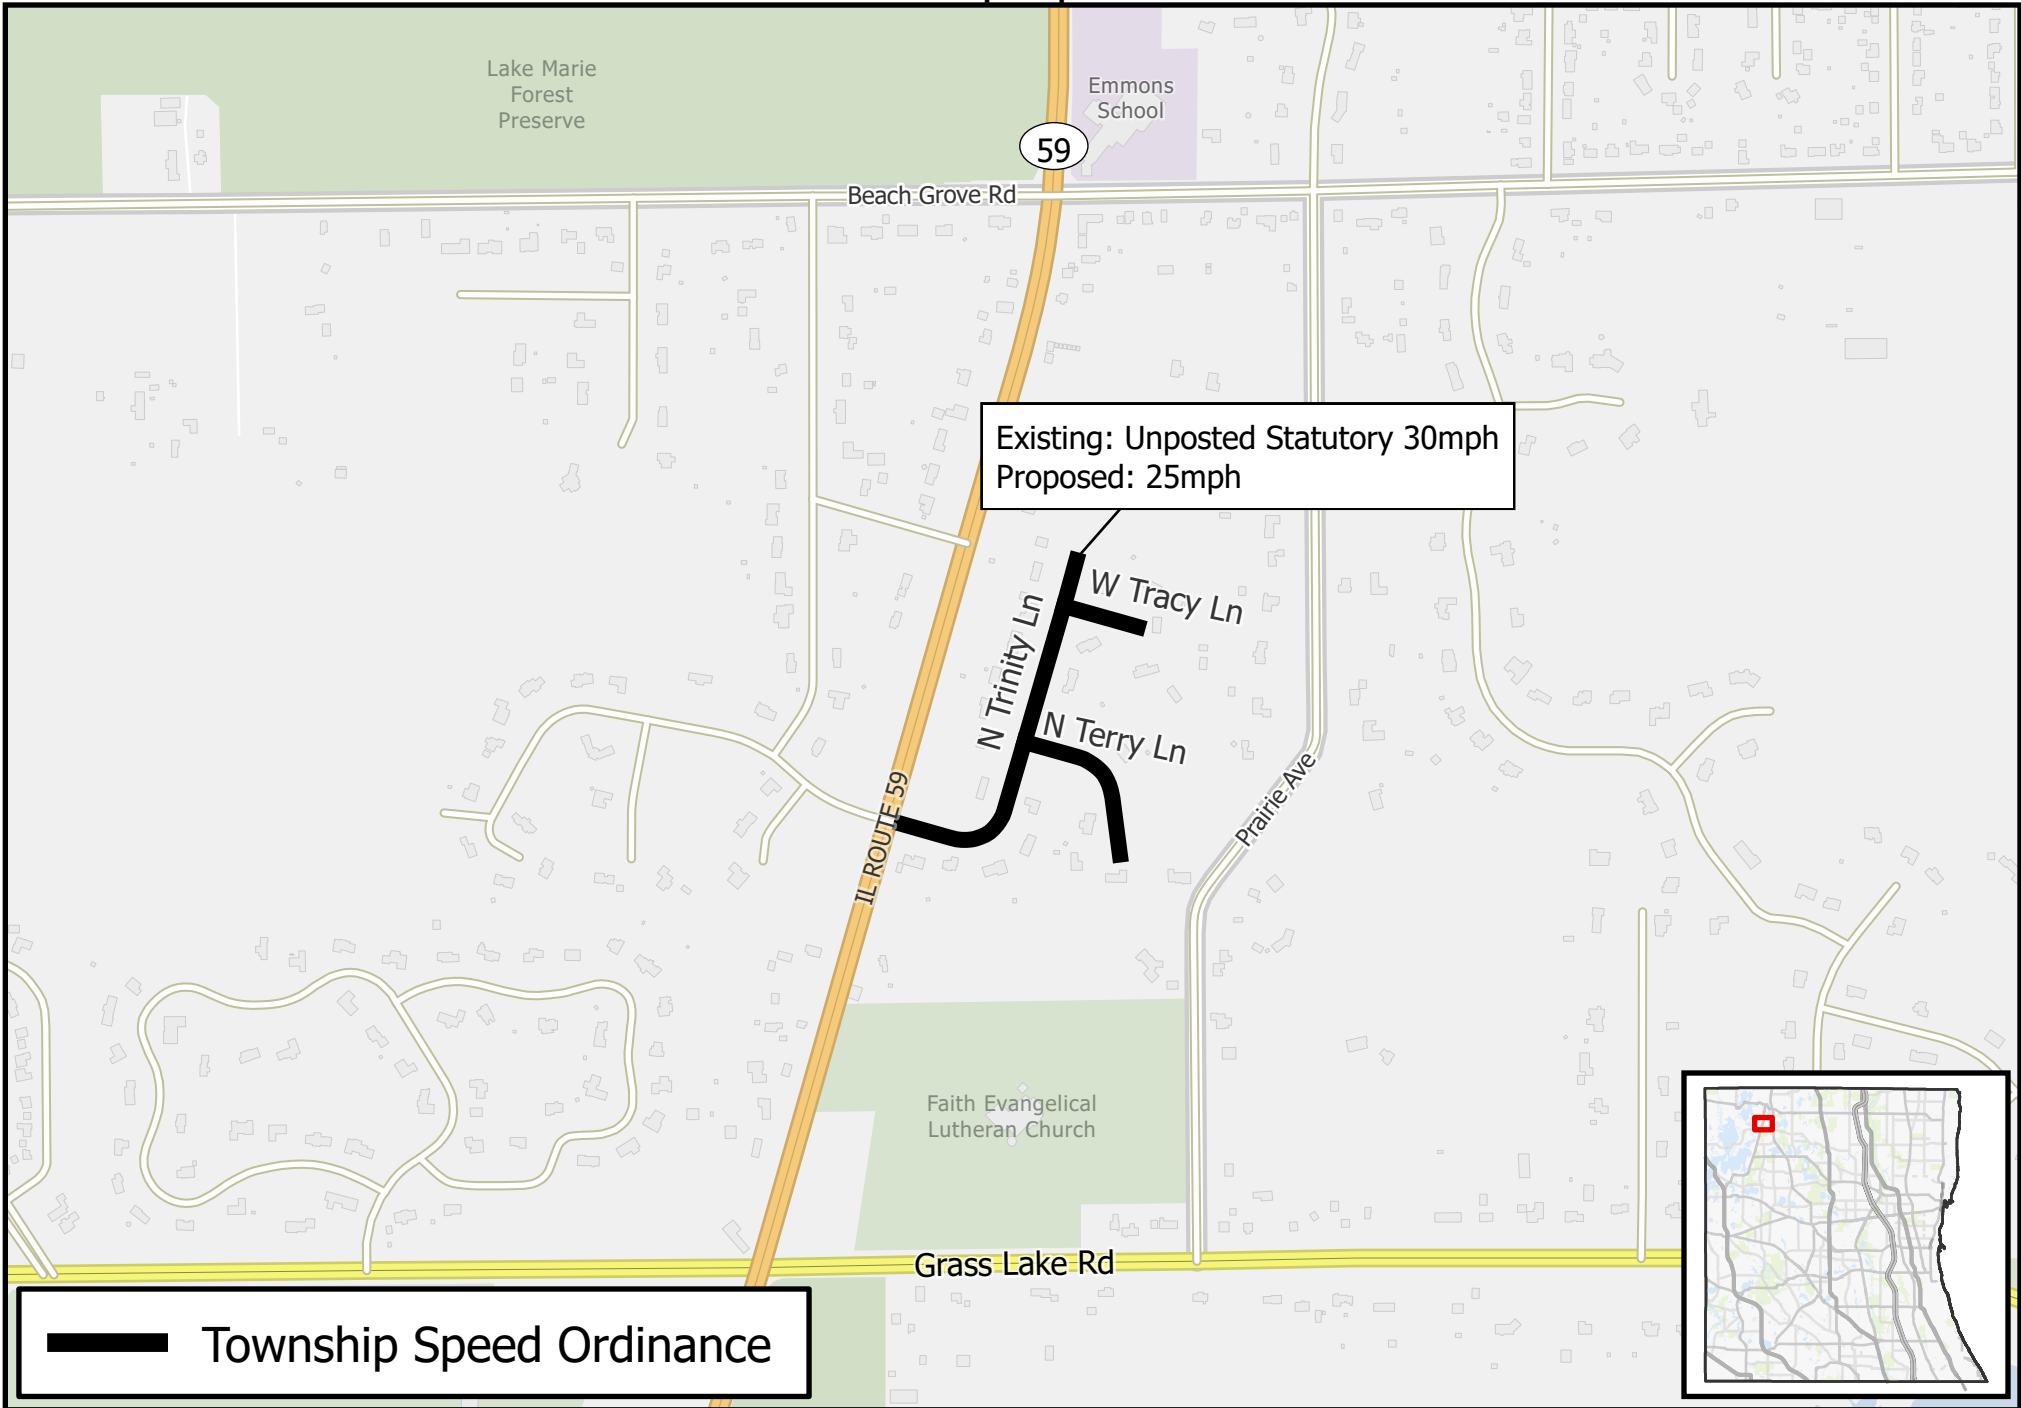 Lake Marie
Forest
Preserve
Emmons
School
59
Beach Grove Rd
Existing: Unposted Statutory 30mph
Proposed: 25mph
W Tracy Ln
N Trinity Ln
N Terry Ln
Prairie Ave
IL ROUTE 59
Faith Evangelical
Lutheran Church
Grass Lake Rd
Township Speed Ordinance